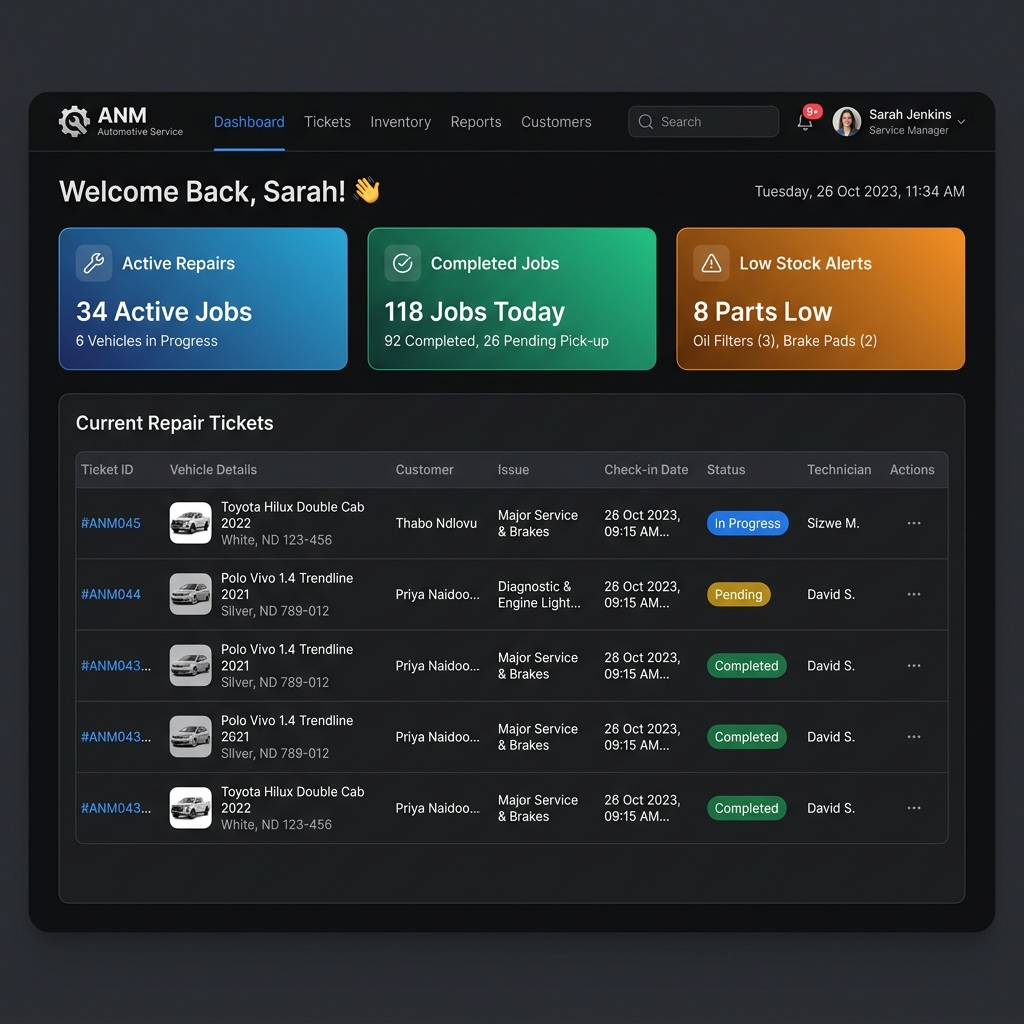 ANM
Automotive Service
Dashboard
Tickets
Inventory
Reports
Customers
Search
9+
Sarah Jenkins
Service Manager
Welcome Back, Sarah! 👋
Tuesday, 26 Oct 2023, 11:34 AM
Active Repairs
34 Active Jobs
6 Vehicles in Progress
Completed Jobs
118 Jobs Today
92 Completed, 26 Pending Pick-up
Low Stock Alerts
8 Parts Low
Oil Filters (3), Brake Pads (2)
Current Repair Tickets
Ticket ID
Vehicle Details
Customer
Issue
Check-in Date
Status
Technician
Actions
#ANM045
Toyota Hilux Double Cab
2022
White, ND 123-456
Thabo Ndlovu
Major Service
& Brakes
26 Oct 2023,
09:15 AM...
In Progress
Sizwe M.
...
#ANM044
Polo Vivo 1.4 Trendline
2021
Silver, ND 789-012
Priya Naidoo...
Diagnostic &
Engine Light...
26 Oct 2023,
09:15 AM...
Pending
David S.
...
#ANM043...
Polo Vivo 1.4 Trendline
2021
Silver, ND 789-012
Priya Naidoo...
Major Service
& Brakes
28 Oct 2023,
09:15 AM...
Completed
David S.
...
#ANM043...
Polo Vivo 1.4 Trendline
2621
Silver, ND 789-012
Priya Naidoo...
Major Service
& Brakes
28 Oct 2023,
09:15 AM...
Completed
David S.
...
#ANM043...
Toyota Hilux Double Cab
2022
White, ND 123-456
Priya Naidoo...
Major Service
& Brakes
28 Oct 2023,
09:15 AM...
Completed
David S.
...